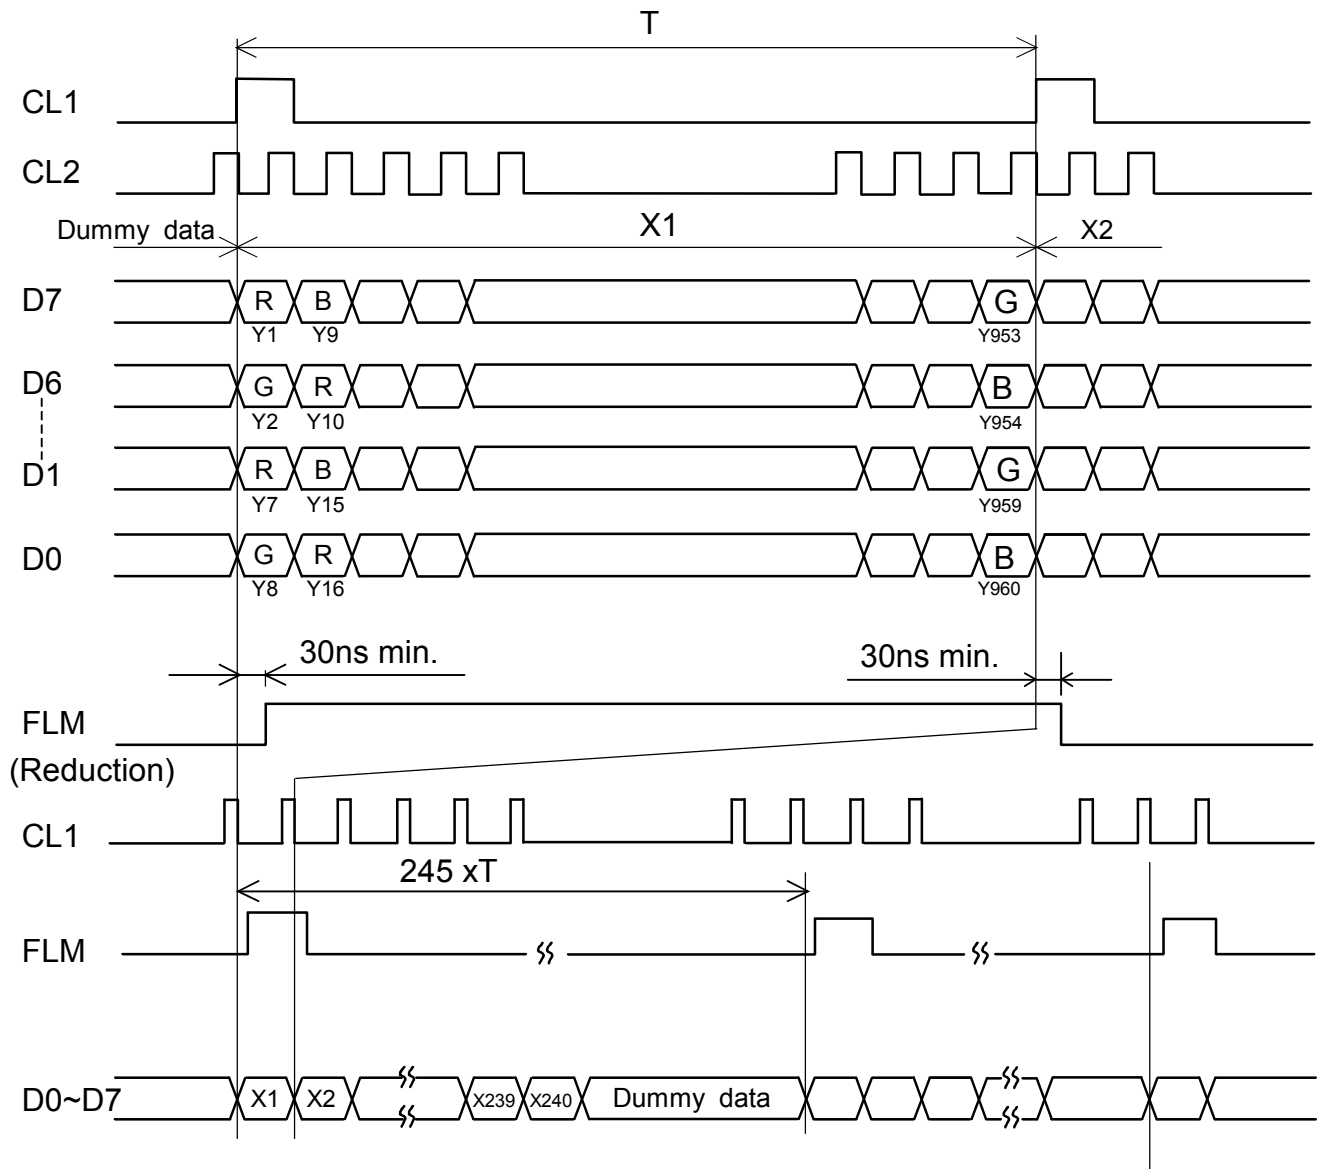 T
CL1
CL2
Dummy data X1 X2
D7 R B G
Y1 Y9 Y953
D6 G R B
Y2 Y10 Y954
D1 R B G
Y7 Y15 Y959
D0 G R B
Y8 Y16 Y960
30ns min. 30ns min.
FLM
(Reduction)
CL1
245 xT
FLM
D0~D7 X1 X2 X239 X240 Dummy data